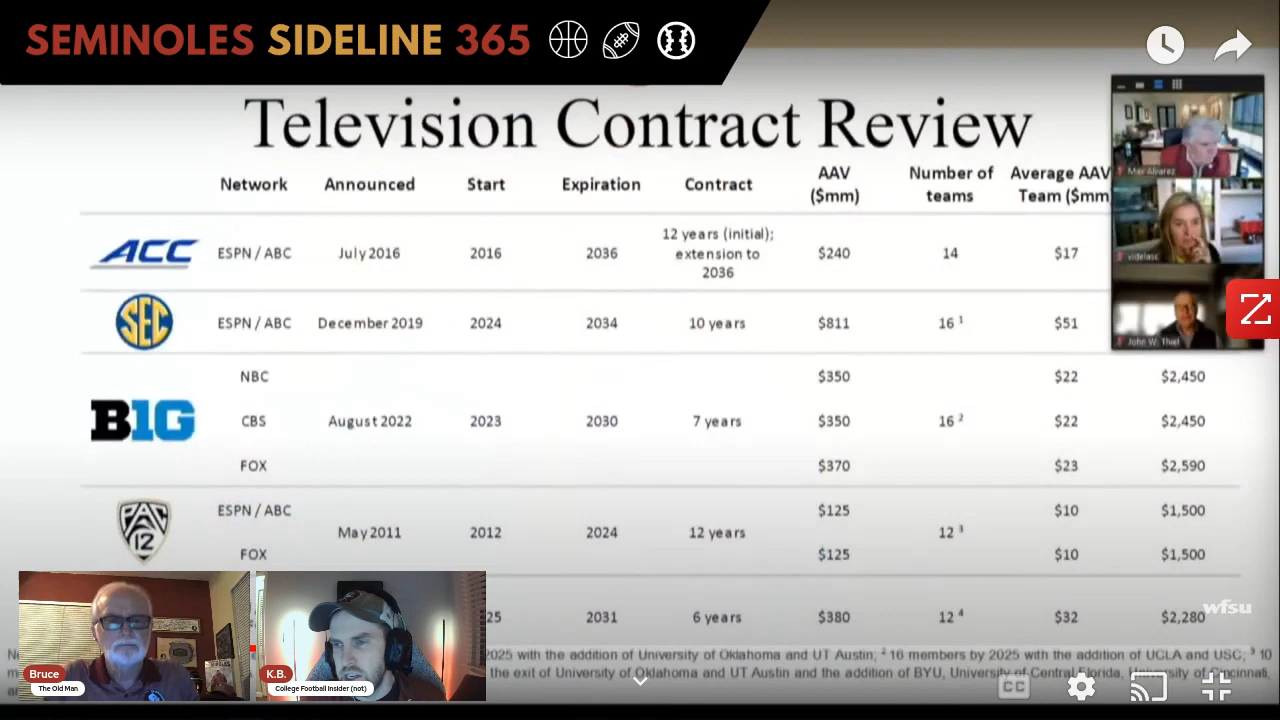 SEMINOLES SIDELINE 365
Television Contract Review
Network Announced Start Expiration Contract AAV ($mm) Number of teams Average AAV Team ($mm
ACC ESPN / ABC July 2016 2016 2036 12 years (initial); extension to 2036 $240 14 $17
SEC ESPN / ABC December 2019 2024 2034 10 years $811 16 1 $51
NBC $350 $22 $2,450
B1G CBS August 2022 2023 2030 7 years $350 16 2 $22 $2,450
FOX $370 $23 $2,590
ESPN / ABC $125 $10 $1,500
PAC 12 May 2011 2012 2024 12 years 12 3
FOX $125 $10 $1,500
25 2031 6 years $380 12 4 $32 $2,280
2025 with the addition of University of Oklahoma and UT Austin; 2 16 members by 2025 with the addition of UCLA and USC; 3 10
the exit of University of Oklahoma and UT Austin and the addition of BYU, University of Central Florida, University of Cincinnati,
Max Alvarez
videlasc
John W. Thiel
wfsu
Bruce
The Old Man
K.B.
College Football Insider (not)
CC